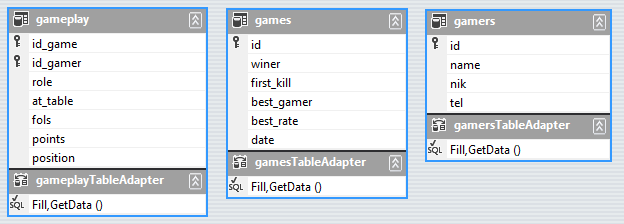 gameplay
id_game
id_gamer
role
at_table
fols
points
position
gameplayTableAdapter
SQL Fill,GetData ()
games
id
winer
first_kill
best_gamer
best_rate
date
gamesTableAdapter
SQL Fill,GetData ()
gamers
id
name
nik
tel
gamersTableAdapter
SQL Fill,GetData ()